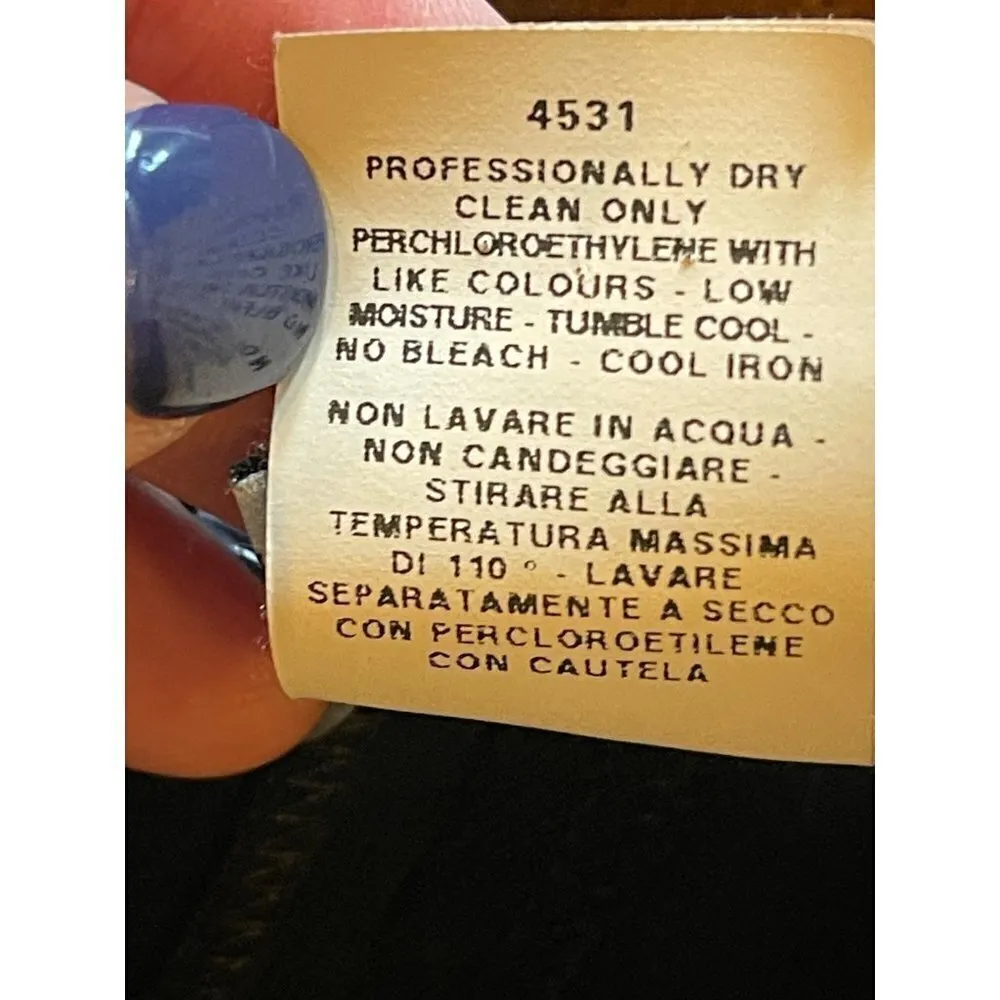 4531
PROFESSIONALLY DRY
CLEAN ONLY
PERCHLOROETHYLENE WITH
LIKE COLOURS - LOW
MOISTURE - TUMBLE COOL -
NO BLEACH - COOL IRON
NON LAVARE IN ACQUA -
NON CANDEGGIARE -
STIRARE ALLA
TEMPERATURA MASSIMA
DI 110 ° - LAVARE
SEPARATAMENTE A SECCO
CON PERCLOROETILENE
CON CAUTELA